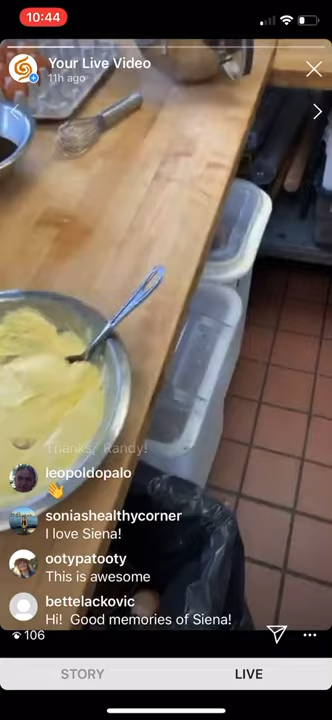 10:44
Your Live Video
11h ago
Thanks, Randy!
leopoldopalo
👋
soniashealthycorner
I love Siena!
ootypatooty
This is awesome
bettelackovic
Hi! Good memories of Siena!
106
STORY
LIVE